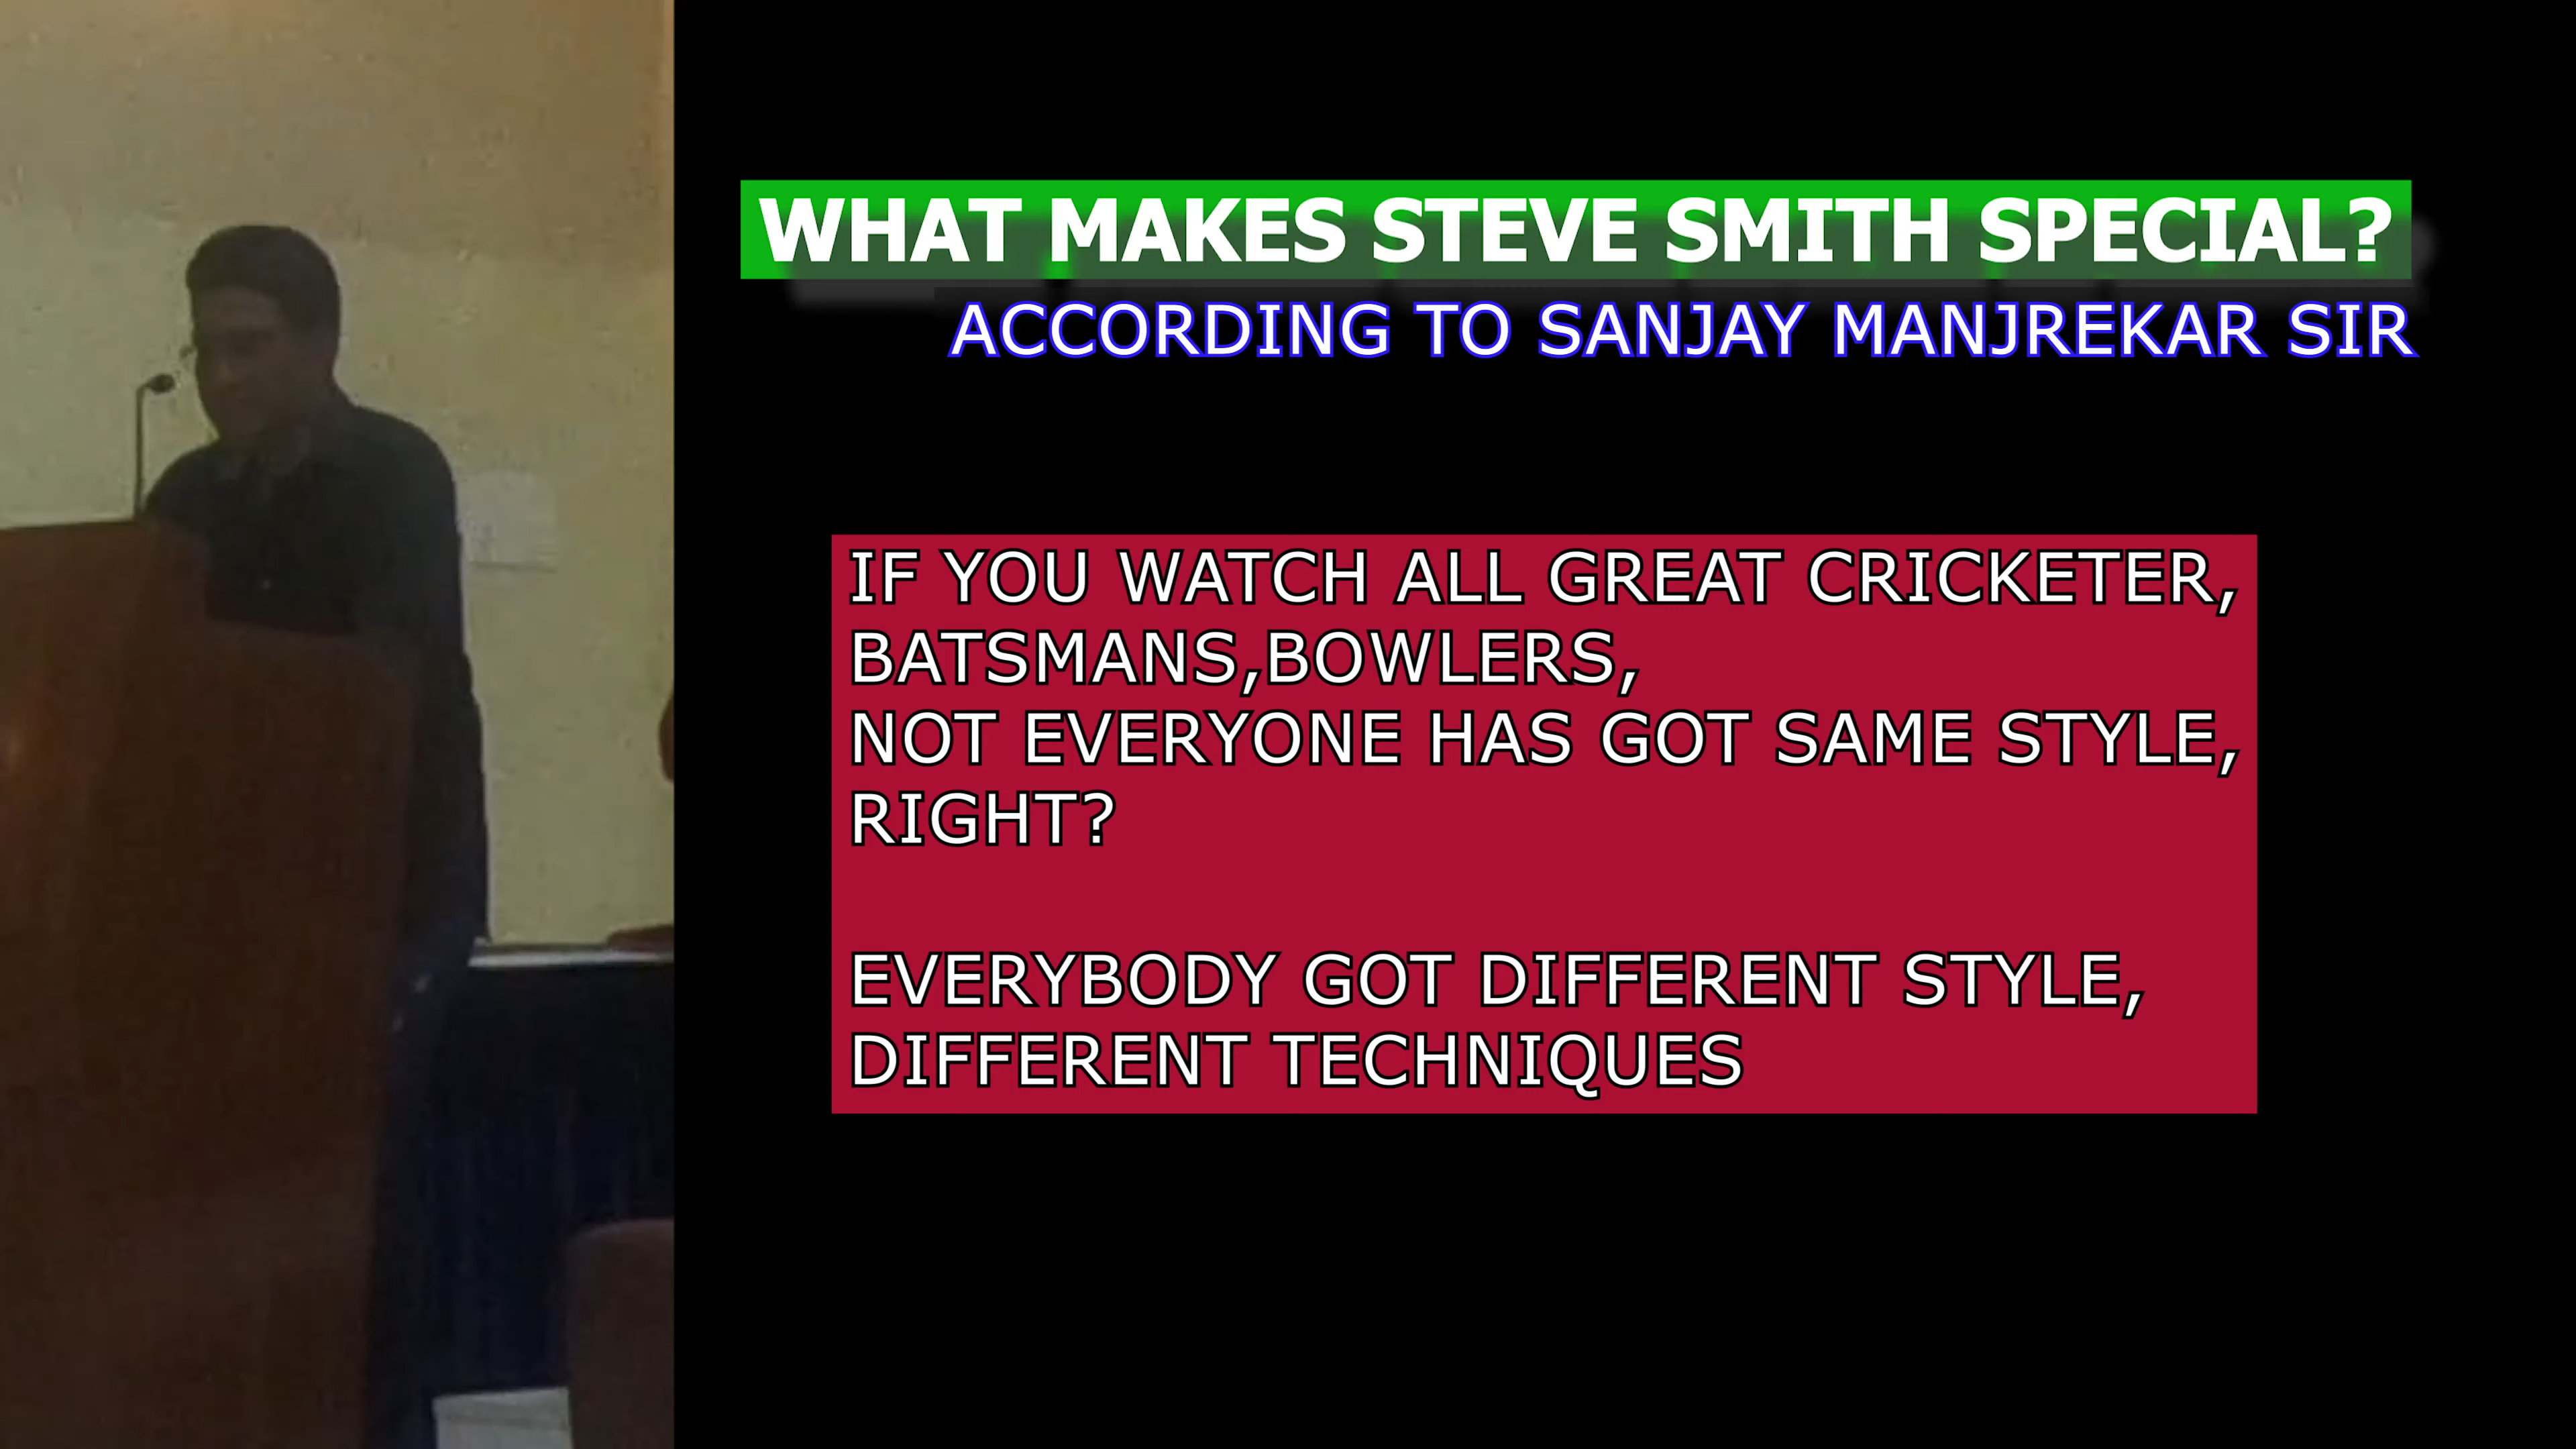 WHAT MAKES STEVE SMITH SPECIAL?
ACCORDING TO SANJAY MANJREKAR SIR
IF YOU WATCH ALL GREAT CRICKETER,
BATSMANS,BOWLERS,
NOT EVERYONE HAS GOT SAME STYLE,
RIGHT?
EVERYBODY GOT DIFFERENT STYLE,
DIFFERENT TECHNIQUES